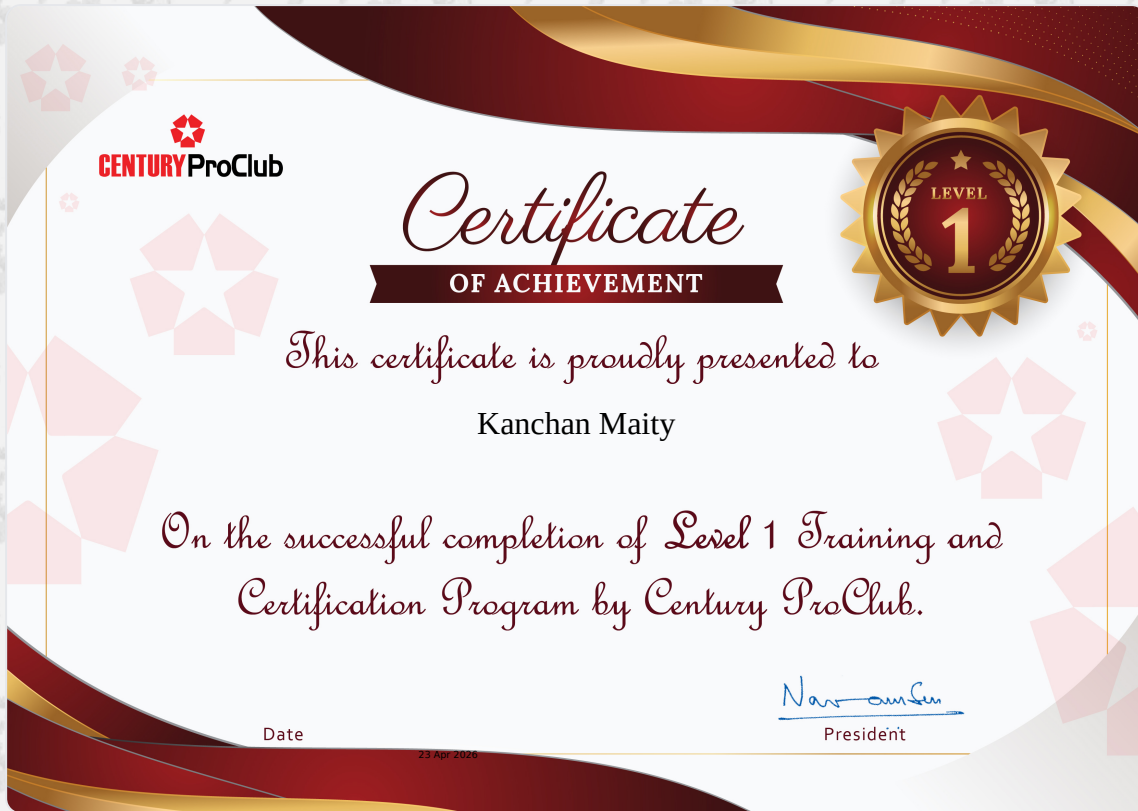 CENTURY ProClub
LEVEL
1
Certificate
OF ACHIEVEMENT
This certificate is proudly presented to
Kanchan Maity
On the successful completion of Level 1 Training and
Certification Program by Century ProClub.
Date
President
23 Apr 2026